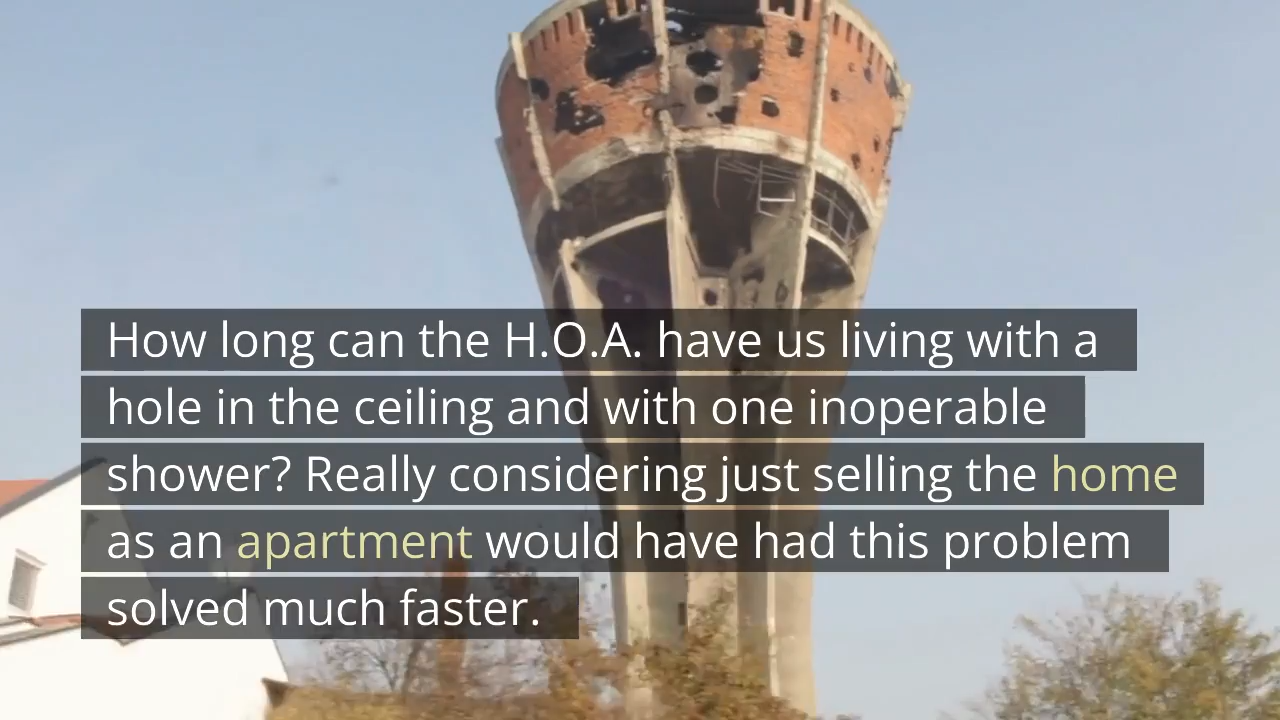 How long can the H.O.A. have us living with a
hole in the ceiling and with one inoperable
shower? Really considering just selling the home
as an apartment would have had this problem
solved much faster.